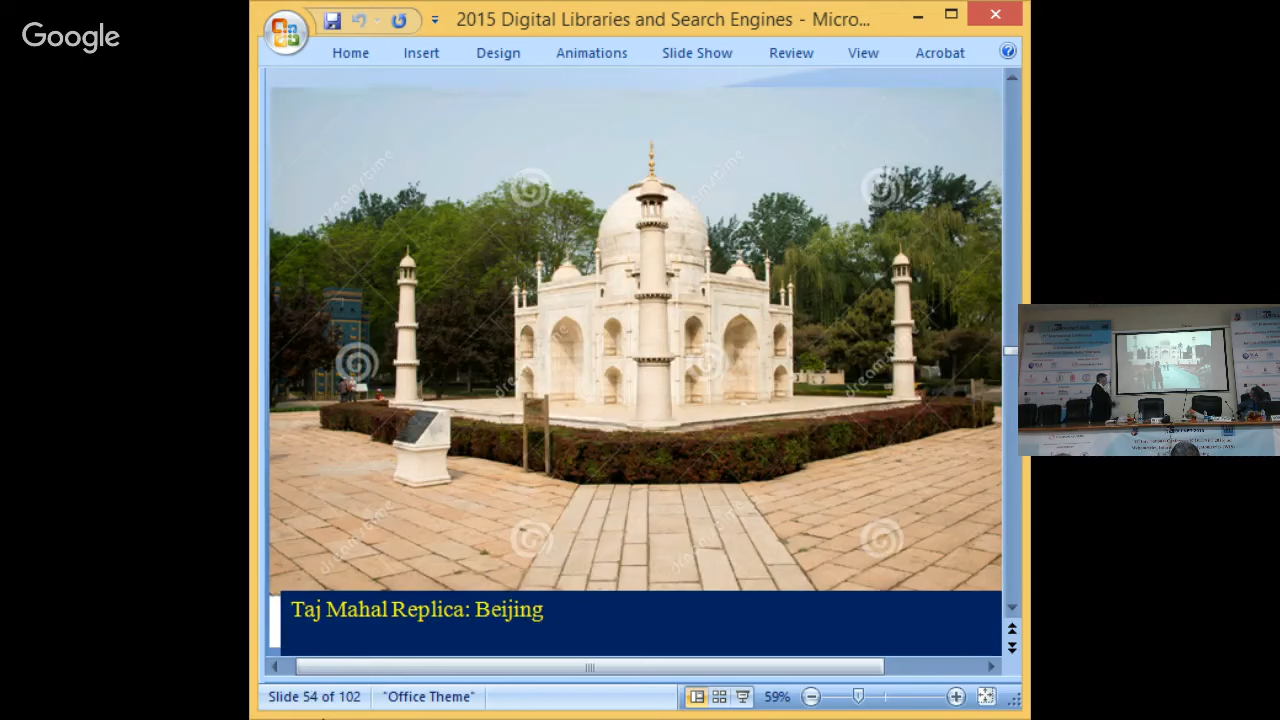 Google
2015 Digital Libraries and Search Engines - Micro...
Home Insert Design Animations Slide Show Review View Acrobat
dreamstime
Taj Mahal Replica: Beijing
Slide 54 of 102 "Office Theme" 59%